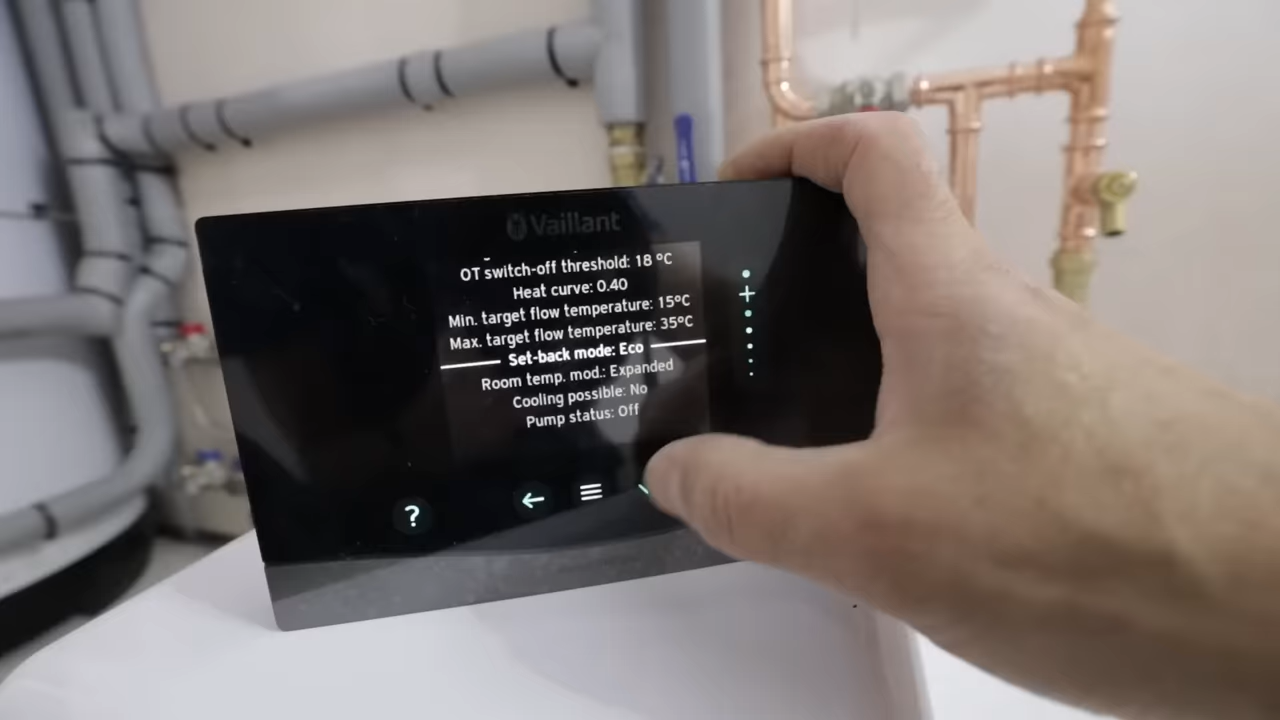 Vaillant
OT switch-off threshold: 18 °C
Heat curve: 0.40
Min. target flow temperature: 15°C
Max. target flow temperature: 35°C
Set-back mode: Eco
Room temp. mod.: Expanded
Cooling possible: No
Pump status: Off
+
?